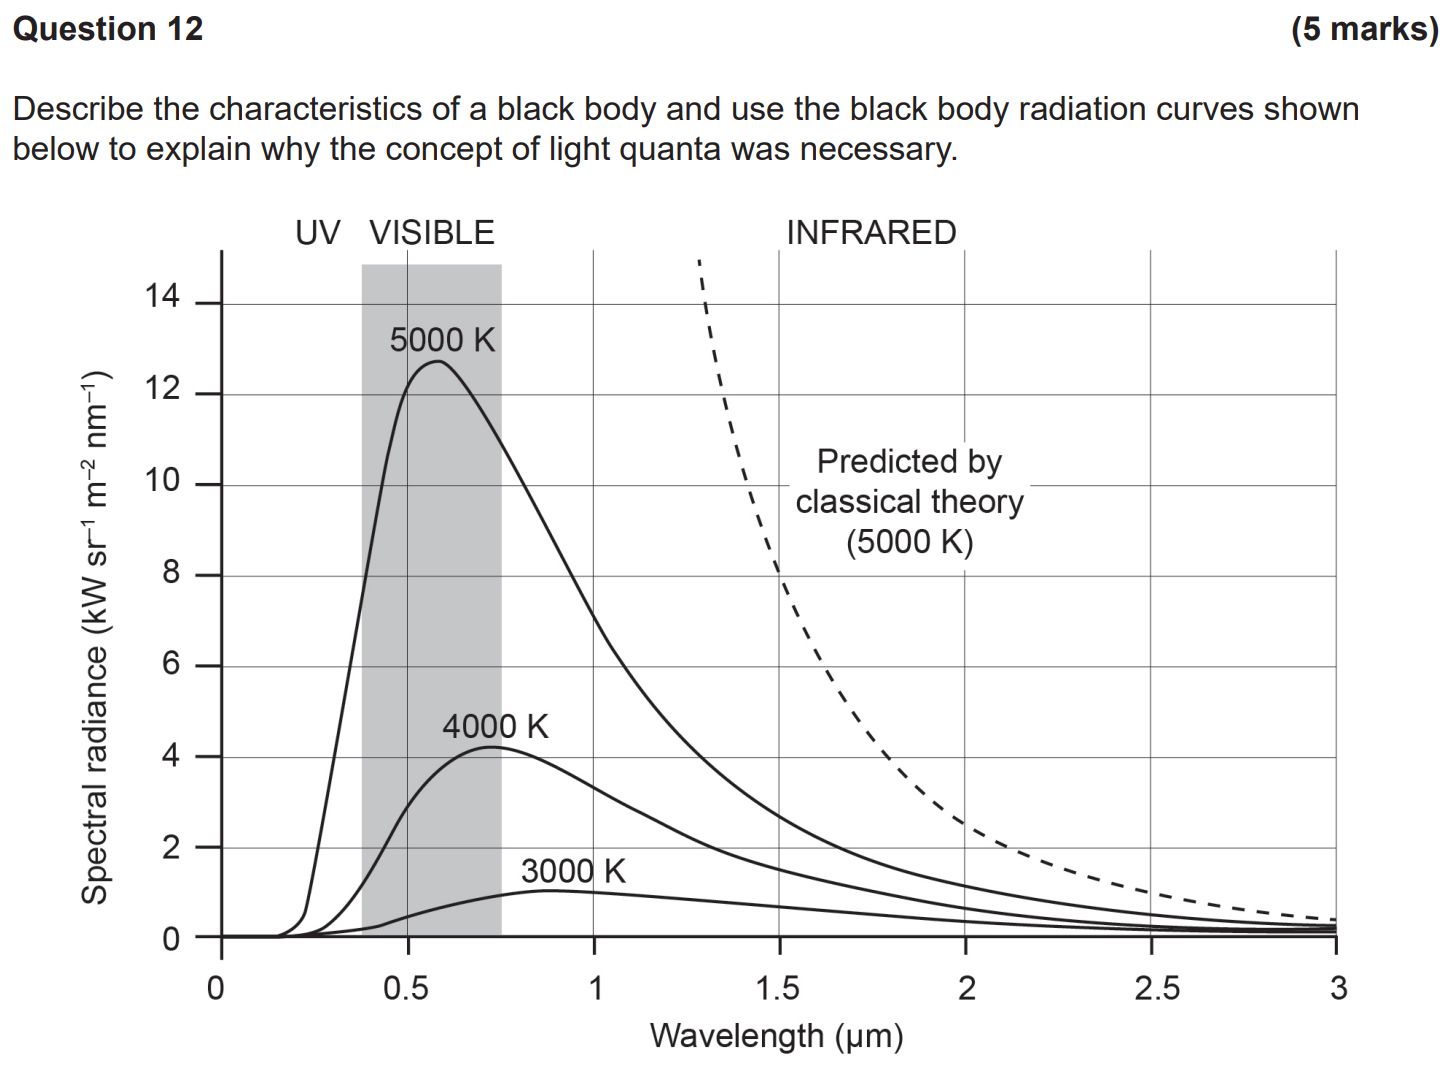 Question 12 (5 marks)
Describe the characteristics of a black body and use the black body radiation curves shown
below to explain why the concept of light quanta was necessary.
UV VISIBLE INFRARED
14
12
10
8
6
4
2
0
Spectral radiance (kW sr⁻¹ m⁻² nm⁻¹)
5000 K
4000 K
3000 K
Predicted by
classical theory
(5000 K)
0 0.5 1 1.5 2 2.5 3
Wavelength (μm)